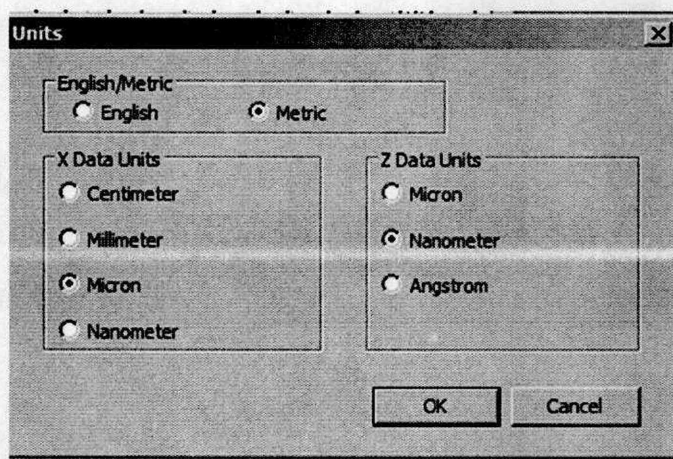 Units
English/Metric
English Metric
X Data Units
Centimeter
Millimeter
Micron
Nanometer
Z Data Units
Micron
Nanometer
Angstrom
OK Cancel